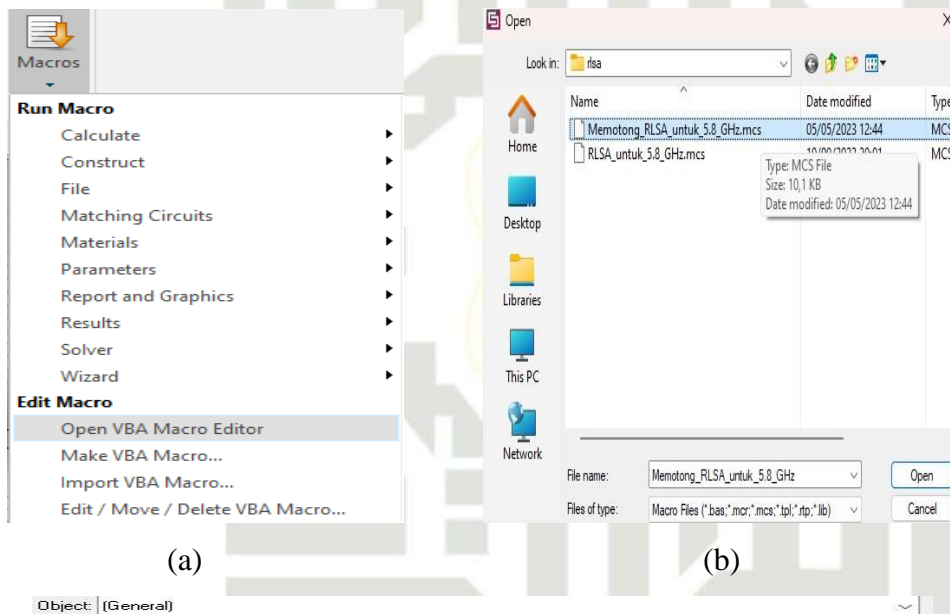 Macros
Run Macro
Calculate
Construct
File
Matching Circuits
Materials
Parameters
Report and Graphics
Results
Solver
Wizard
Edit Macro
Open VBA Macro Editor
Make VBA Macro...
Import VBA Macro...
Edit / Move / Delete VBA Macro...
(a)
Open
Look in: rlsa
Name Date modified Type
Memotong_RLSA_untuk_5.8_GHz.mcs 05/05/2023 12:44 MCS
RLSA_untuk_5.8_GHz.mcs MCS
Type: MCS File
Size: 10,1 KB
Date modified: 05/05/2023 12:44
Home
Desktop
Libraries
This PC
Network
File name: Memotong_RLSA_untuk_5.8_GHz Open
Files of type: Macro Files (*.bas;*.mcr;*.mcs;*.tpl;*.rtp;*.lib) Cancel
(b)
Object: (General)